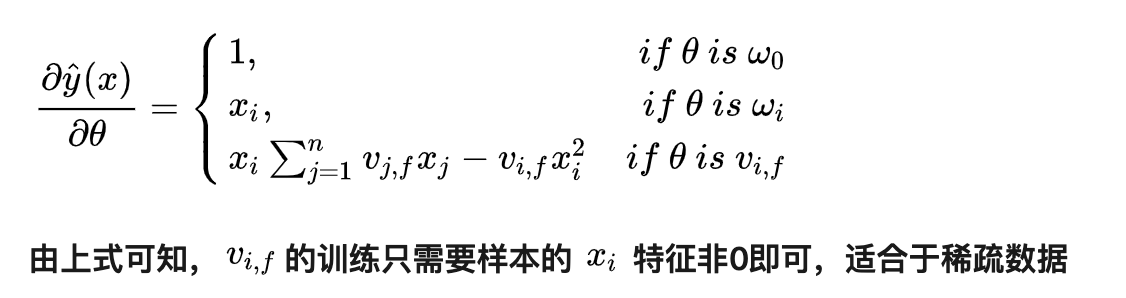 $\frac{\partial \hat{y}(x)}{\partial \theta} = \begin{cases} 1, & if\ \theta\ is\ \omega_0 \\ x_i, & if\ \theta\ is\ \omega_i \\ x_i \sum_{j=1}^{n} v_{j,f} x_j - v_{i,f} x_i^2 & if\ \theta\ is\ v_{i,f} \end{cases}$
由上式可知， $v_{i,f}$ 的训练只需要样本的 $x_i$ 特征非0即可，适合于稀疏数据